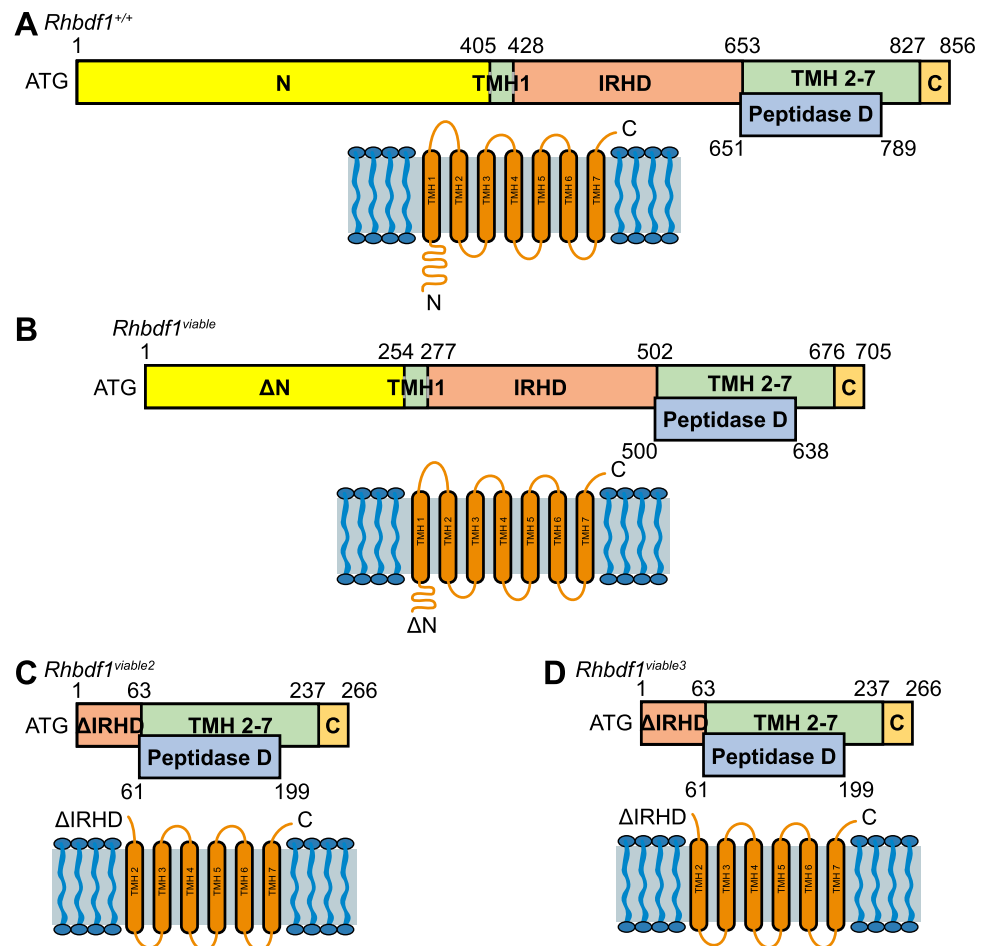 A Rhbdf1+/+
1 405 428 653 827 856
ATG N TMH1 IRHD TMH 2-7 C
Peptidase D
651 789
C
TMH 1 TMH 2 TMH 3 TMH 4 TMH 5 TMH 6 TMH 7
N
B Rhbdf1viable
1 254 277 502 676 705
ATG ΔN TMH1 IRHD TMH 2-7 C
Peptidase D
500 638
C
TMH 1 TMH 2 TMH 3 TMH 4 TMH 5 TMH 6 TMH 7
ΔN
C Rhbdf1viable2
1 63 237 266
ATG ΔIRHD TMH 2-7 C
Peptidase D
61 199
ΔIRHD C
TMH 2 TMH 3 TMH 4 TMH 5 TMH 6 TMH 7
D Rhbdf1viable3
1 63 237 266
ATG ΔIRHD TMH 2-7 C
Peptidase D
61 199
ΔIRHD C
TMH 2 TMH 3 TMH 4 TMH 5 TMH 6 TMH 7